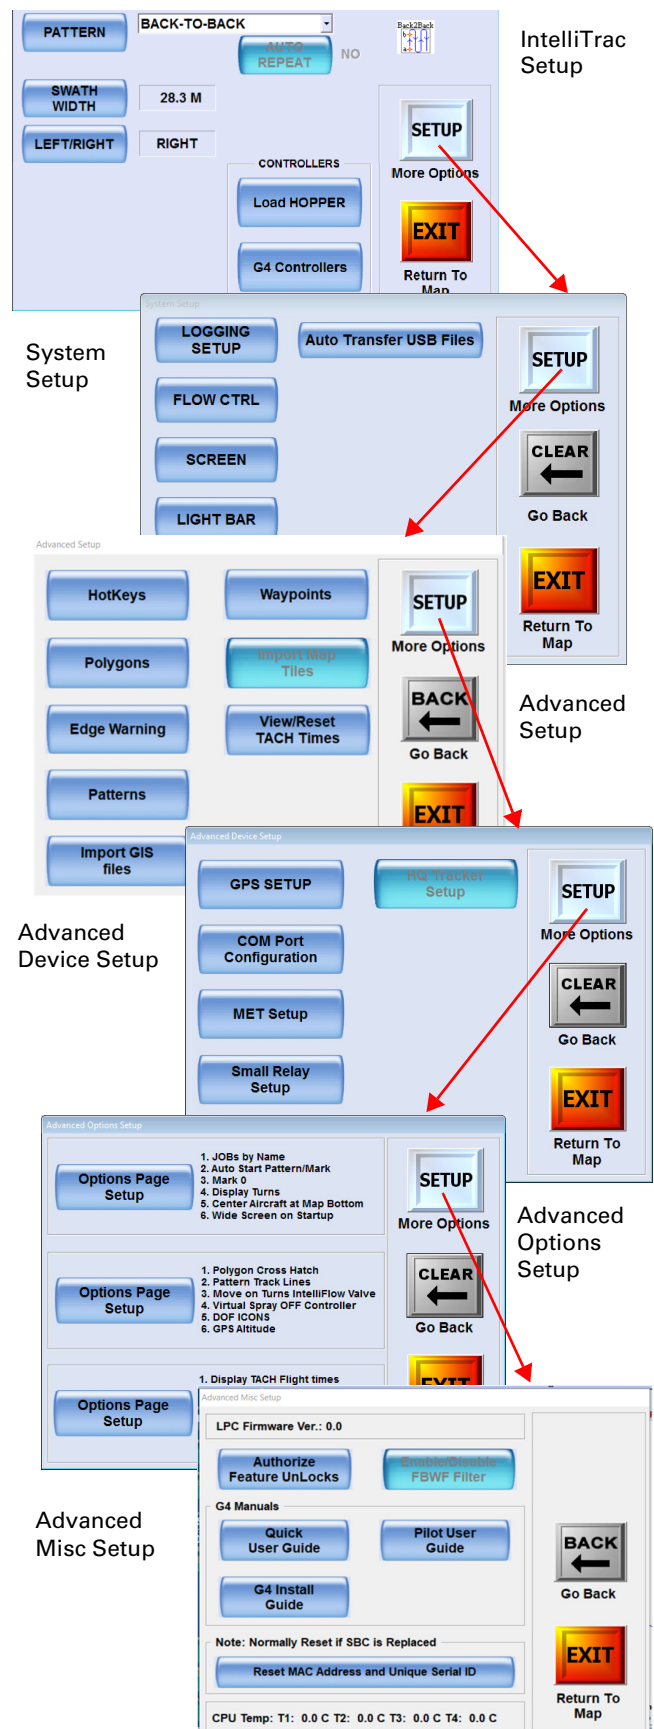 PATTERN
BACK-TO-BACK
Back2Back
b
a
AUTO
REPEAT
NO
IntelliTrac
Setup
SWATH
WIDTH
28.3 M
LEFT/RIGHT
RIGHT
SETUP
More Options
CONTROLLERS
Load HOPPER
EXIT
G4 Controllers
Return To
Map
System Setup
System
Setup
LOGGING
SETUP
Auto Transfer USB Files
SETUP
More Options
FLOW CTRL
CLEAR
SCREEN
Go Back
LIGHT BAR
EXIT
Return To
Map
Advanced Setup
HotKeys
Waypoints
SETUP
More Options
Polygons
Import Map
Tiles
BACK
Advanced
Setup
Edge Warning
View/Reset
TACH Times
Go Back
Patterns
EXIT
Import GIS
files
Advanced Device Setup
Advanced
Device Setup
GPS SETUP
HQ Tracker
Setup
SETUP
More Options
COM Port
Configuration
CLEAR
MET Setup
Go Back
Small Relay
Setup
EXIT
Return To
Map
Advanced Options Setup
Options Page
Setup
1. JOBs by Name
2. Auto Start Pattern/Mark
3. Mark 0
4. Display Turns
5. Center Aircraft at Map Bottom
6. Wide Screen on Startup
SETUP
More Options
Advanced
Options
Setup
Options Page
Setup
1. Polygon Cross Hatch
2. Pattern Track Lines
3. Move on Turns IntelliFlow Valve
4. Virtual Spray OFF Controller
5. DOF ICONS
6. GPS Altitude
CLEAR
Go Back
Options Page
Setup
1. Display TACH Flight times
EXIT
Advanced Misc Setup
Advanced
Misc Setup
LPC Firmware Ver.: 0.0
Authorize
Feature UnLocks
Enable/Disable
FBWF Filter
G4 Manuals
Quick
User Guide
Pilot User
Guide
BACK
G4 Install
Guide
Go Back
Note: Normally Reset if SBC is Replaced
Reset MAC Address and Unique Serial ID
EXIT
Return To
Map
CPU Temp: T1: 0.0 C T2: 0.0 C T3: 0.0 C T4: 0.0 C